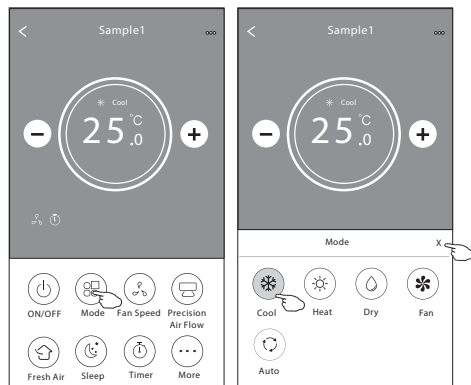 Sample1
Cool
25.0°C
ON/OFF
Mode
Fan Speed
Precision
Air Flow
Fresh Air
Sleep
Timer
More
Sample1
Cool
25.0°C
Mode
X
Cool
Heat
Dry
Fan
Auto